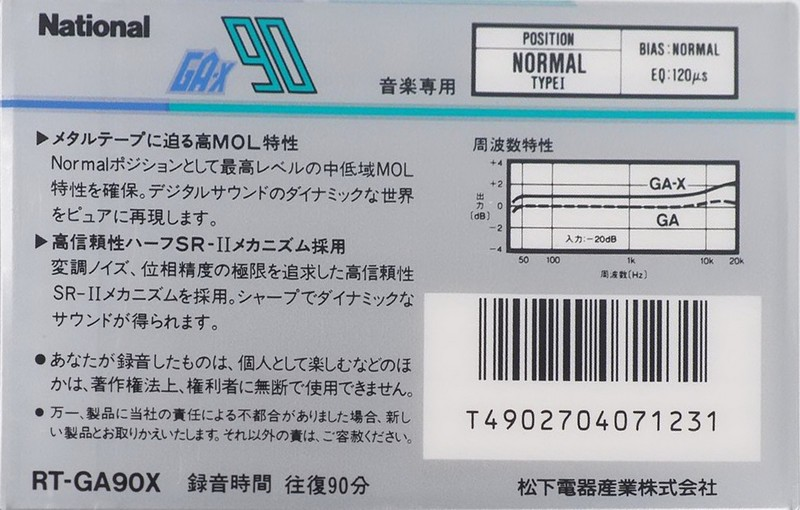 National
GA-X 90
音楽専用
POSITION
NORMAL
TYPE I
BIAS:NORMAL
EQ:120μs
▶メタルテープに迫る高MOL特性
Normalポジションとして最高レベルの中低域MOL
特性を確保。デジタルサウンドのダイナミックな世界
をピュアに再現します。
▶高信頼性ハーフSR-IIメカニズム採用
変調ノイズ、位相精度の極限を追求した高信頼性
SR-IIメカニズムを採用。シャープでダイナミックな
サウンドが得られます。
●あなたが録音したものは、個人として楽しむなどのほ
かは、著作権法上、権利者に無断で使用できません。
●万一、製品に当社の責任による不都合がありました場合、新し
い製品とお取りかえいたします。それ以外の責は、ご容赦ください。
RT-GA90X 録音時間 往復90分
周波数特性
+4
+2
0
-2
-4
出力[dB]
GA-X
GA
入力:-20dB
50 100 1k 10k 20k
周波数[Hz]
T4902704071231
松下電器産業株式会社